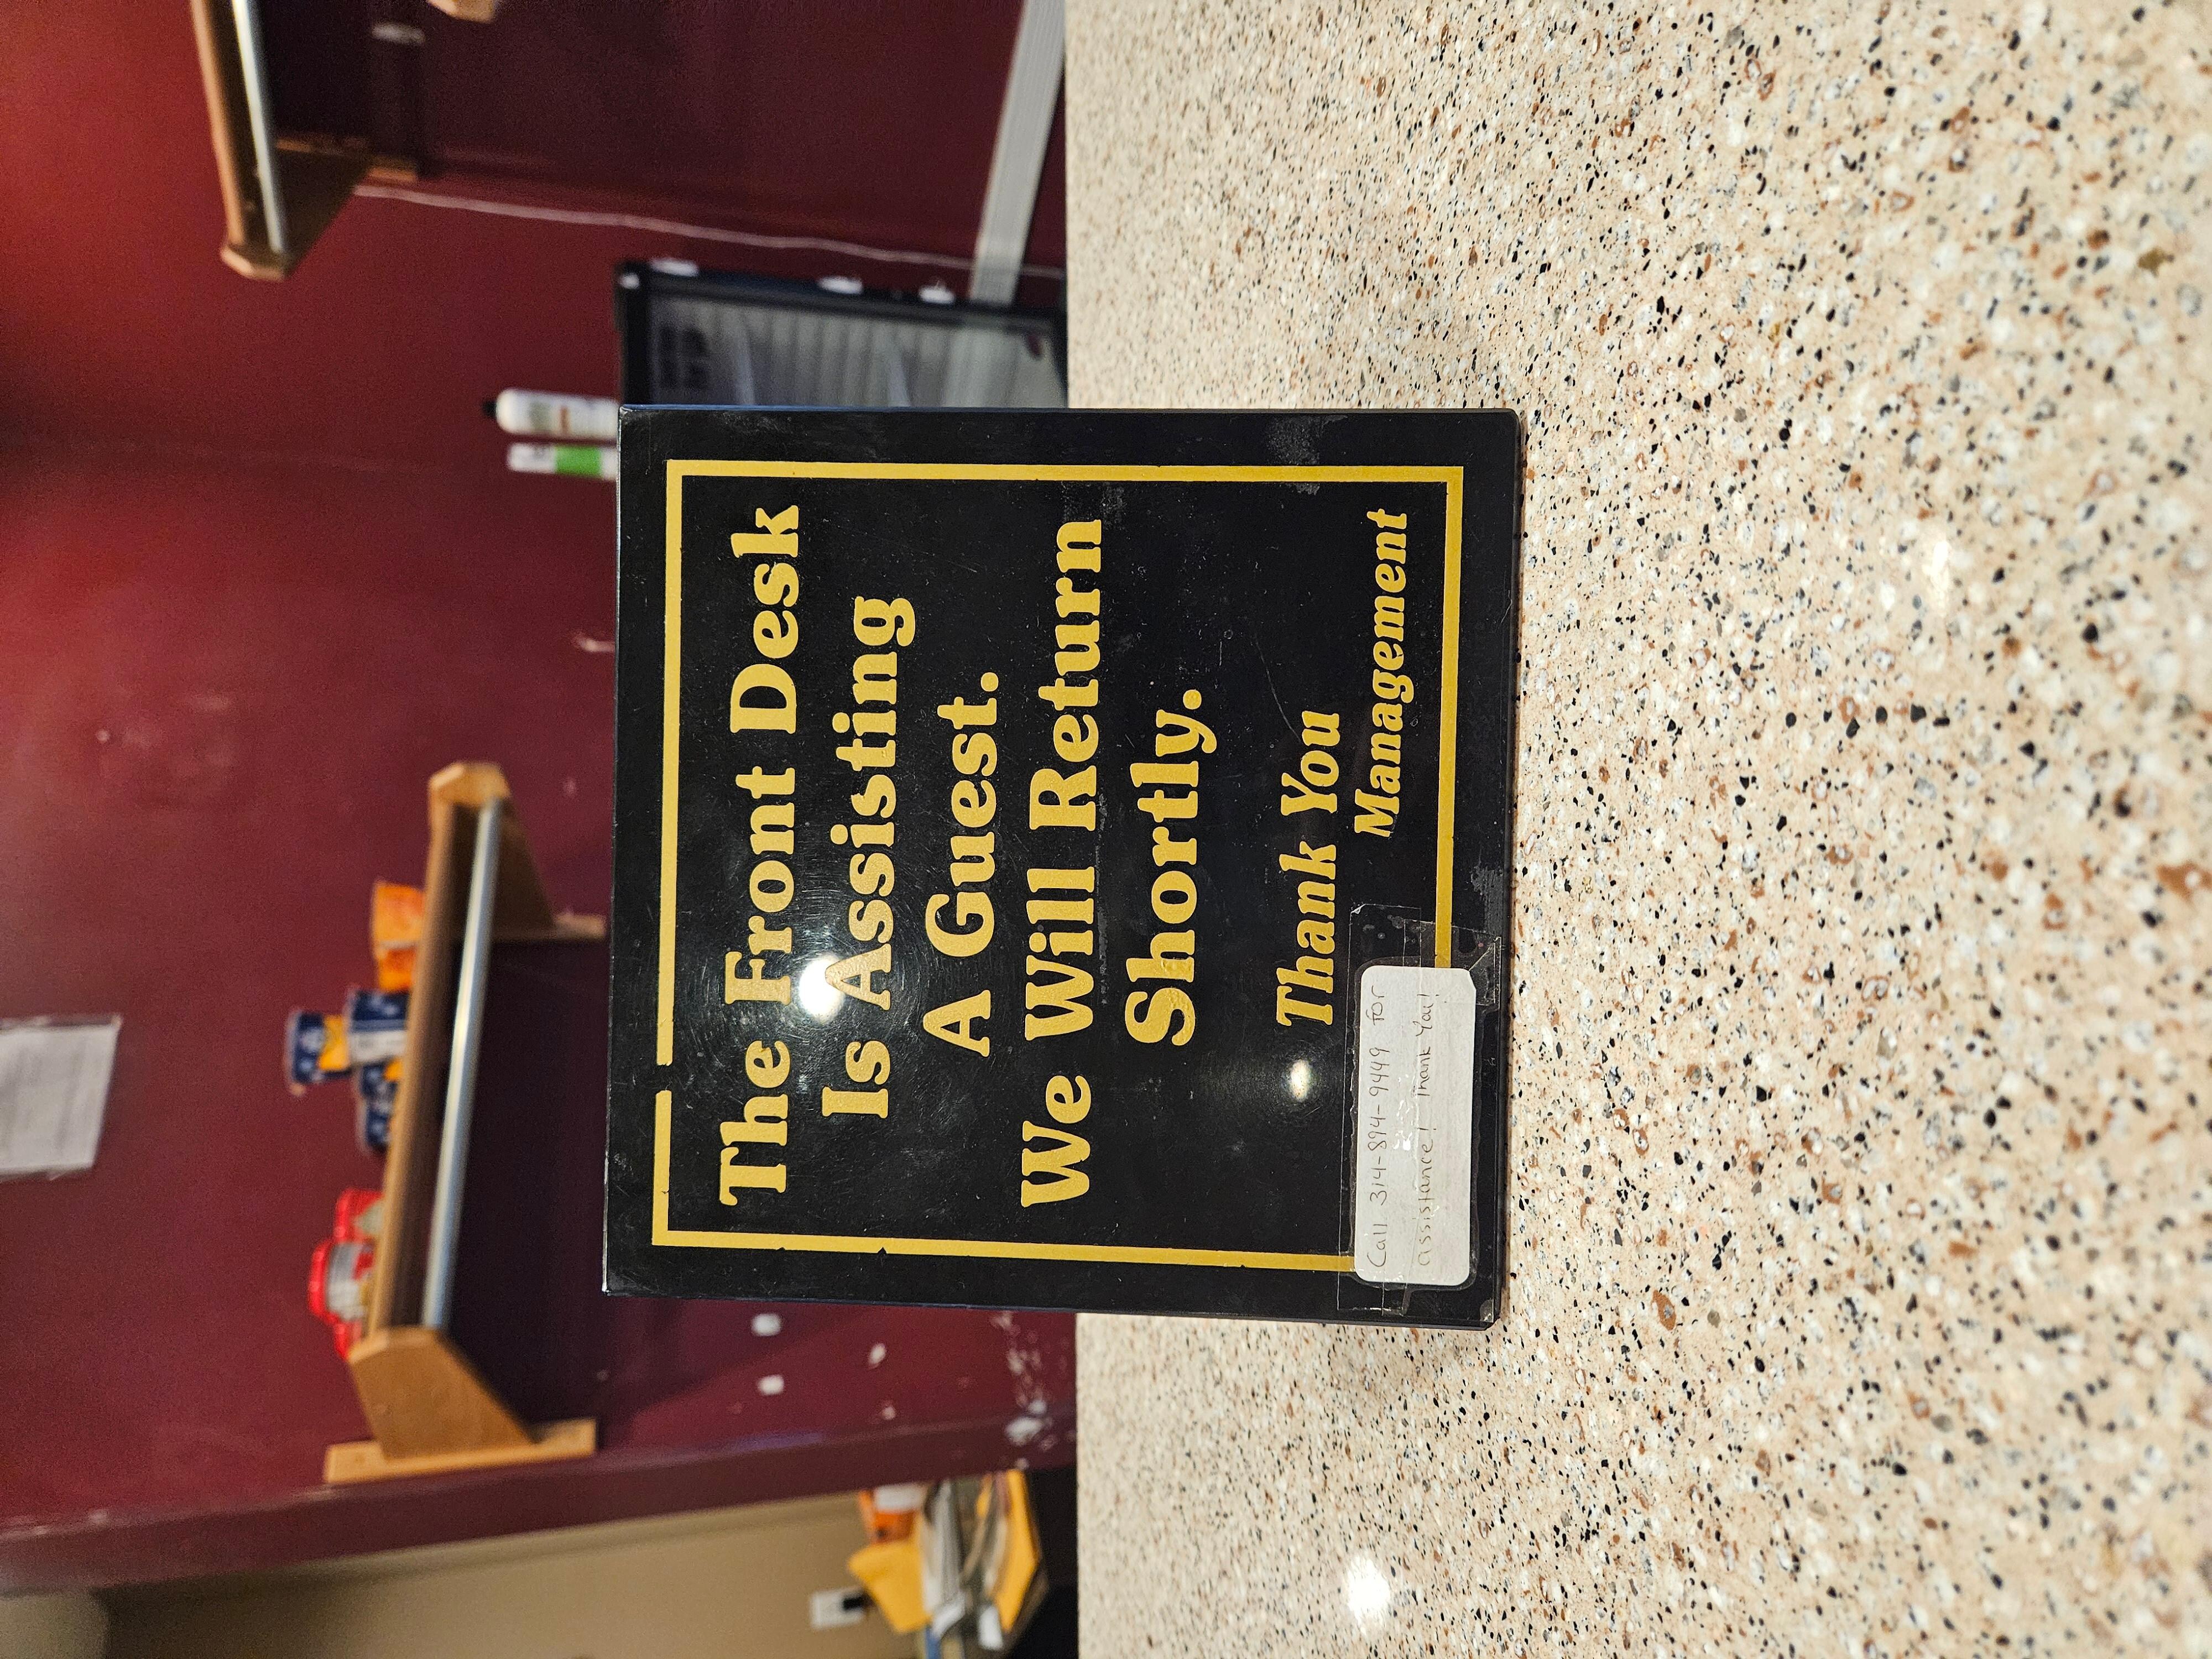 The Front Desk
Is Assisting
A Guest.
We Will Return
Shortly.
Thank You
Management
Call 314-894-9449 For
assistance! Thank You!